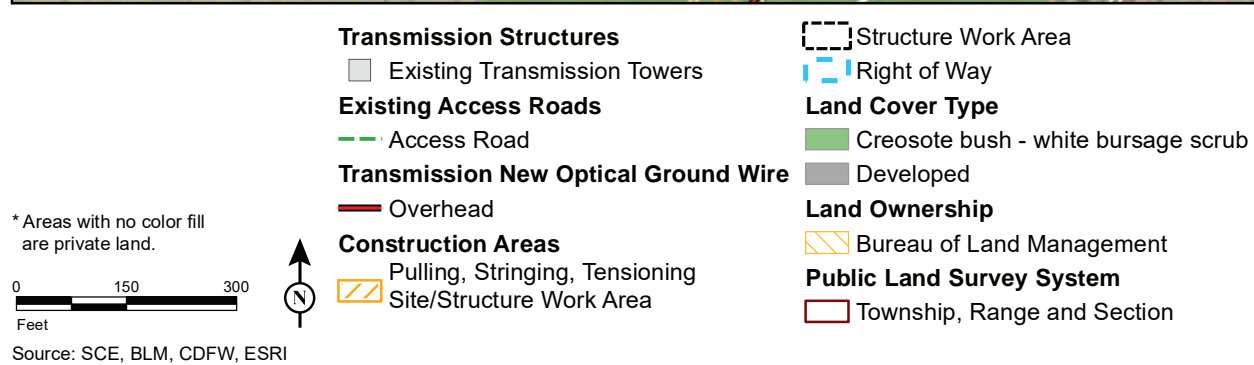 Transmission Structures
Existing Transmission Towers
Existing Access Roads
Access Road
Transmission New Optical Ground Wire
Overhead
Construction Areas
Pulling, Stringing, Tensioning
Site/Structure Work Area
Structure Work Area
Right of Way
Land Cover Type
Creosote bush - white bursage scrub
Developed
Land Ownership
Bureau of Land Management
Public Land Survey System
Township, Range and Section
* Areas with no color fill
are private land.
0 150 300
Feet
N
Source: SCE, BLM, CDFW, ESRI